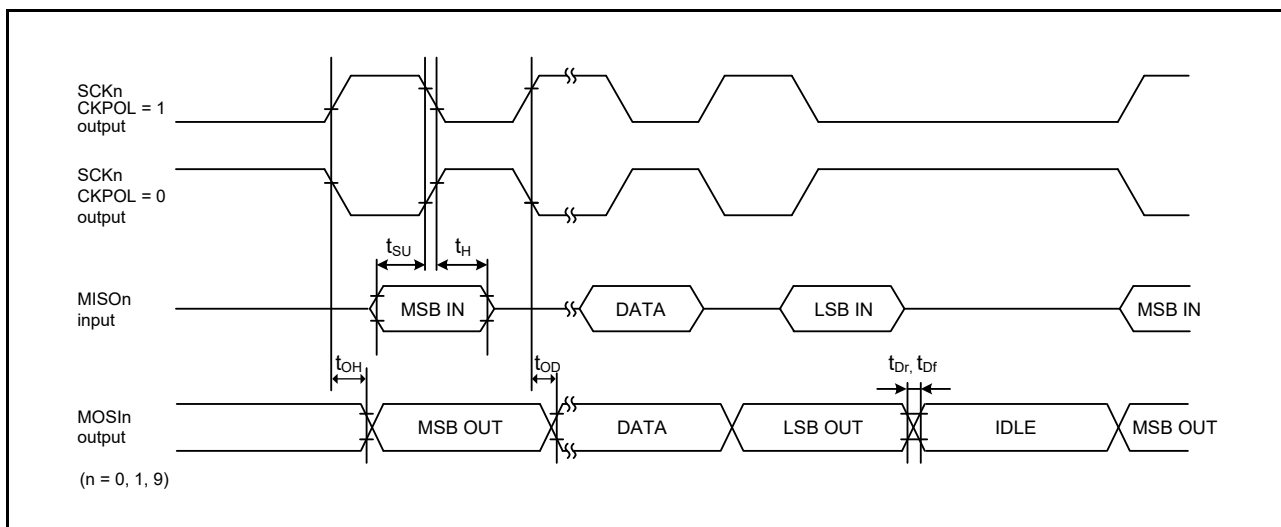 SCKn
CKPOL = 1
output
SCKn
CKPOL = 0
output
tSU
tH
MISOn
input
MSB IN
DATA
LSB IN
MSB IN
tOH
tOD
tDr, tDf
MOSIn
output
MSB OUT
DATA
LSB OUT
IDLE
MSB OUT
(n = 0, 1, 9)